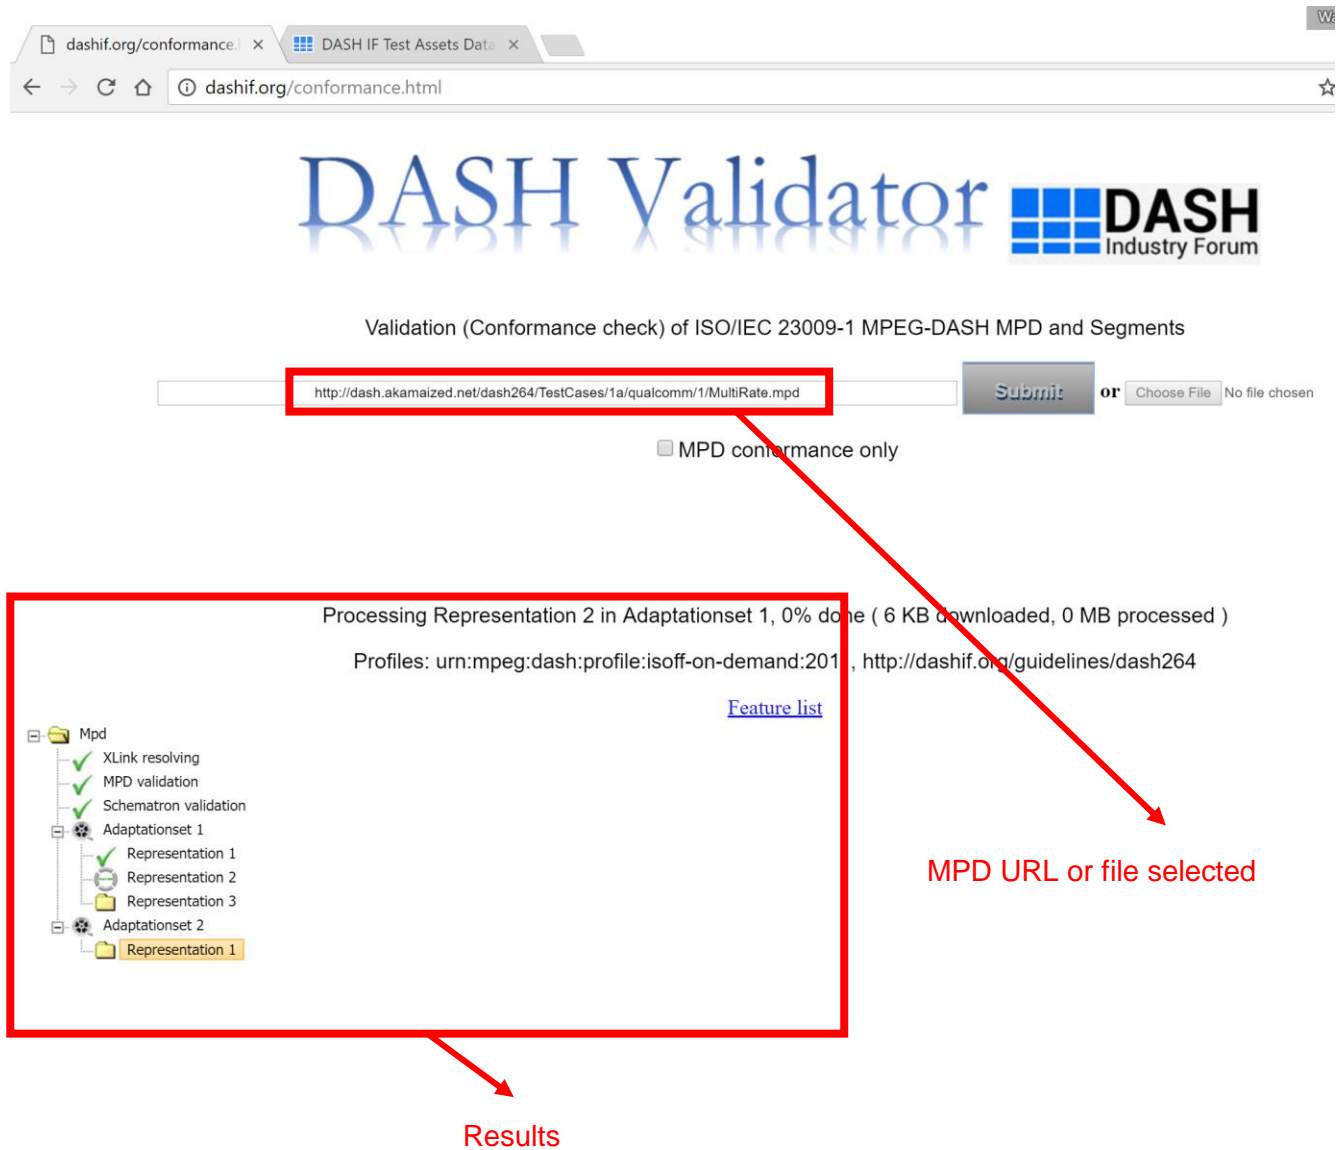 Wa
dashif.org/conformance.
DASH IF Test Assets Data
dashif.org/conformance.html
DASH Validator
DASH
Industry Forum
Validation (Conformance check) of ISO/IEC 23009-1 MPEG-DASH MPD and Segments
http://dash.akamaized.net/dash264/TestCases/1a/qualcomm/1/MultiRate.mpd
Submit or Choose File No file chosen
MPD conformance only
Processing Representation 2 in Adaptationset 1, 0% done ( 6 KB downloaded, 0 MB processed )
Profiles: urn:mpeg:dash:profile:isoff-on-demand:201 , http://dashif.org/guidelines/dash264
Feature list
Mpd
XLink resolving
MPD validation
Schematron validation
Adaptationset 1
Representation 1
Representation 2
Representation 3
Adaptationset 2
Representation 1
MPD URL or file selected
Results